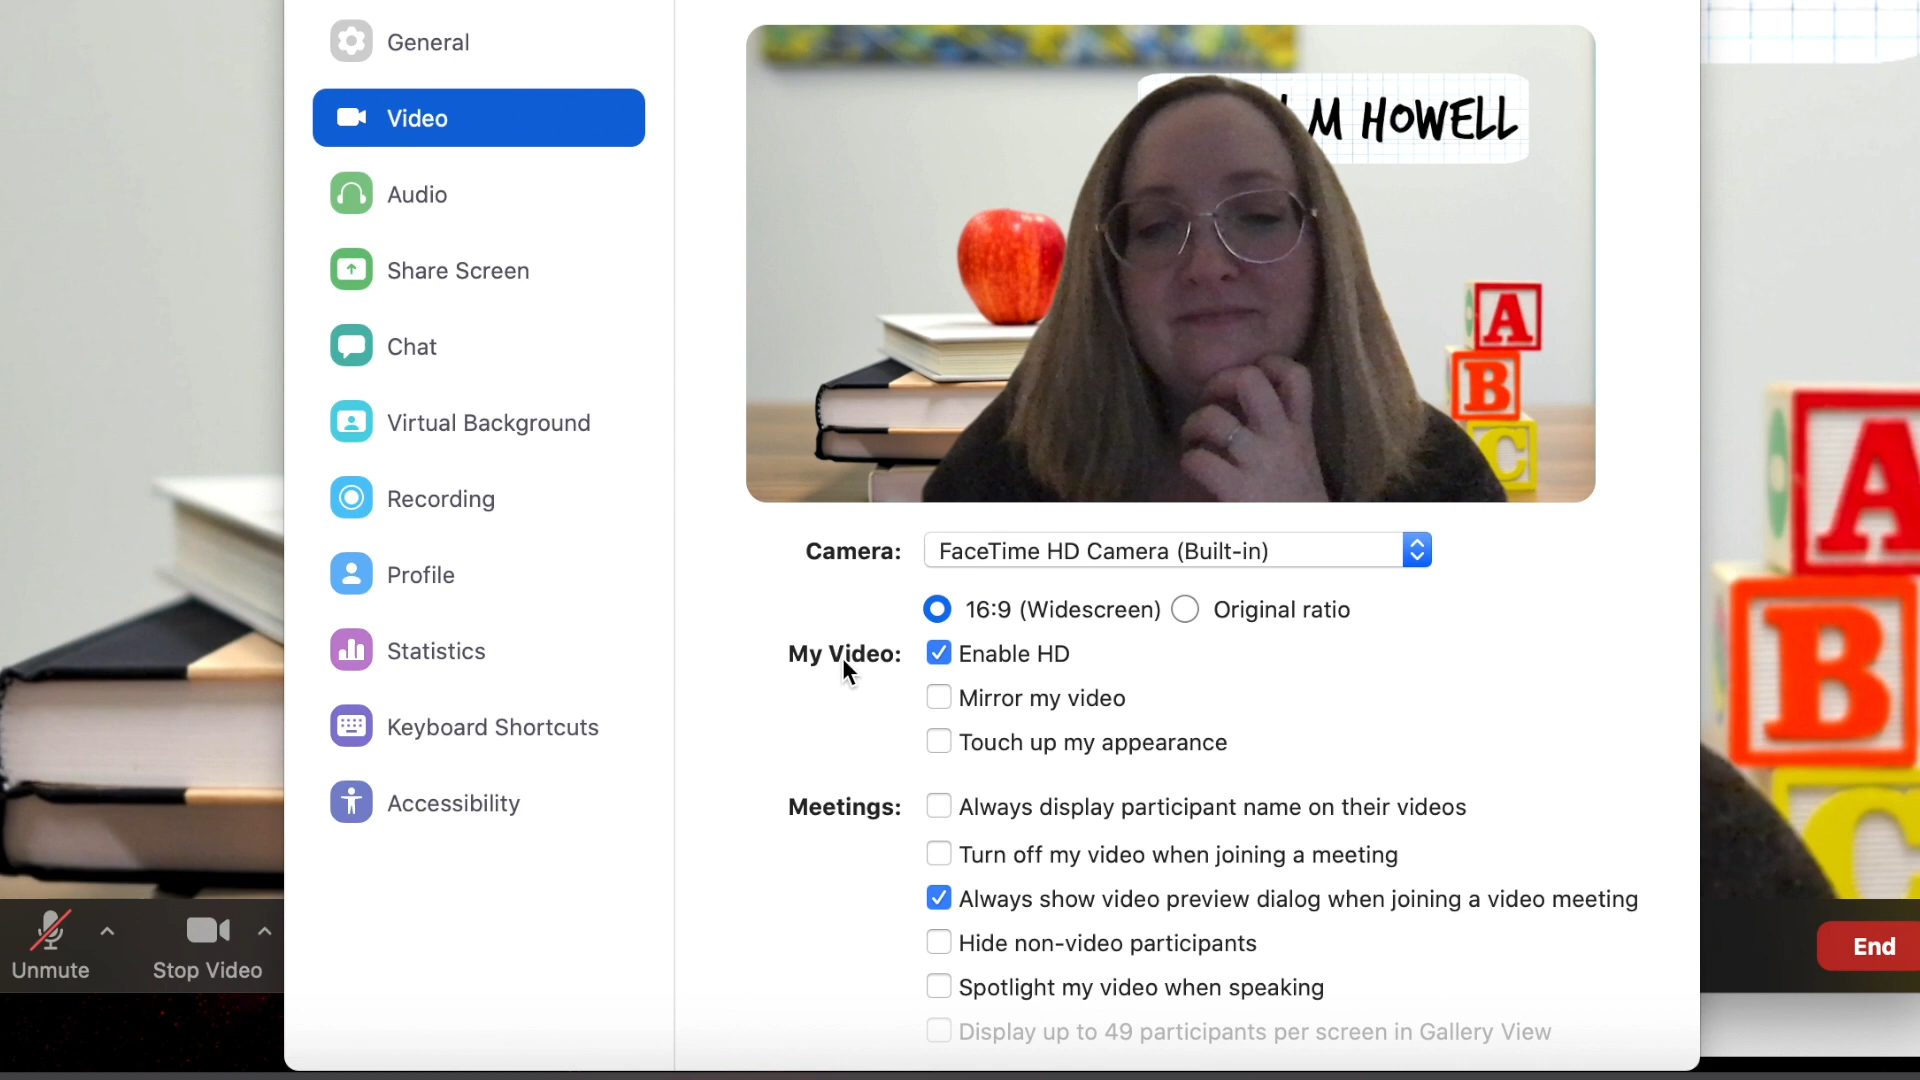 General
Video
Audio
Share Screen
Chat
Virtual Background
Recording
Profile
Statistics
Keyboard Shortcuts
Accessibility
M HOWELL
A
B
C
Camera: FaceTime HD Camera (Built-in)
16:9 (Widescreen) Original ratio
My Video: Enable HD
Mirror my video
Touch up my appearance
Meetings: Always display participant name on their videos
Turn off my video when joining a meeting
Always show video preview dialog when joining a video meeting
Hide non-video participants
Spotlight my video when speaking
Display up to 49 participants per screen in Gallery View
A
B
C
Unmute
Stop Video
End